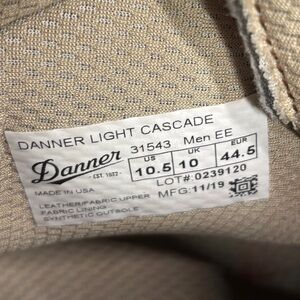 DANNER LIGHT CASCADE
Danner 31543 Men EE
EST. 1932
US UK EUR
10.5 10 44.5
MADE IN USA LOT#:0239120
LEATHER/FABRIC UPPER MFG:11/19
FABRIC LINING
SYNTHETIC OUTSOLE